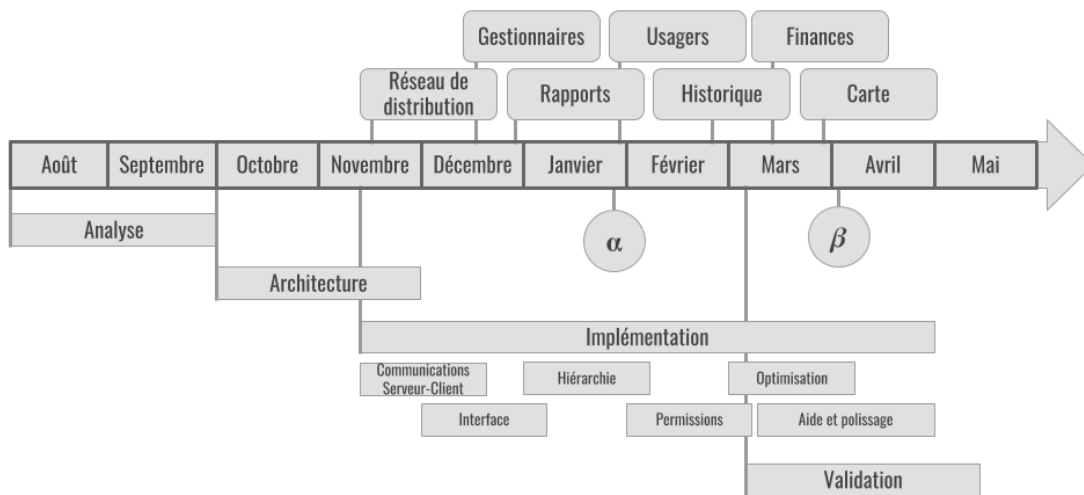 Gestionnaires
Usagers
Finances
Réseau de
distribution
Rapports
Historique
Carte
Août
Septembre
Octobre
Novembre
Décembre
Janvier
Février
Mars
Avril
Mai
Analyse
α
β
Architecture
Implémentation
Communications
Serveur-Client
Hiérarchie
Optimisation
Interface
Permissions
Aide et polissage
Validation